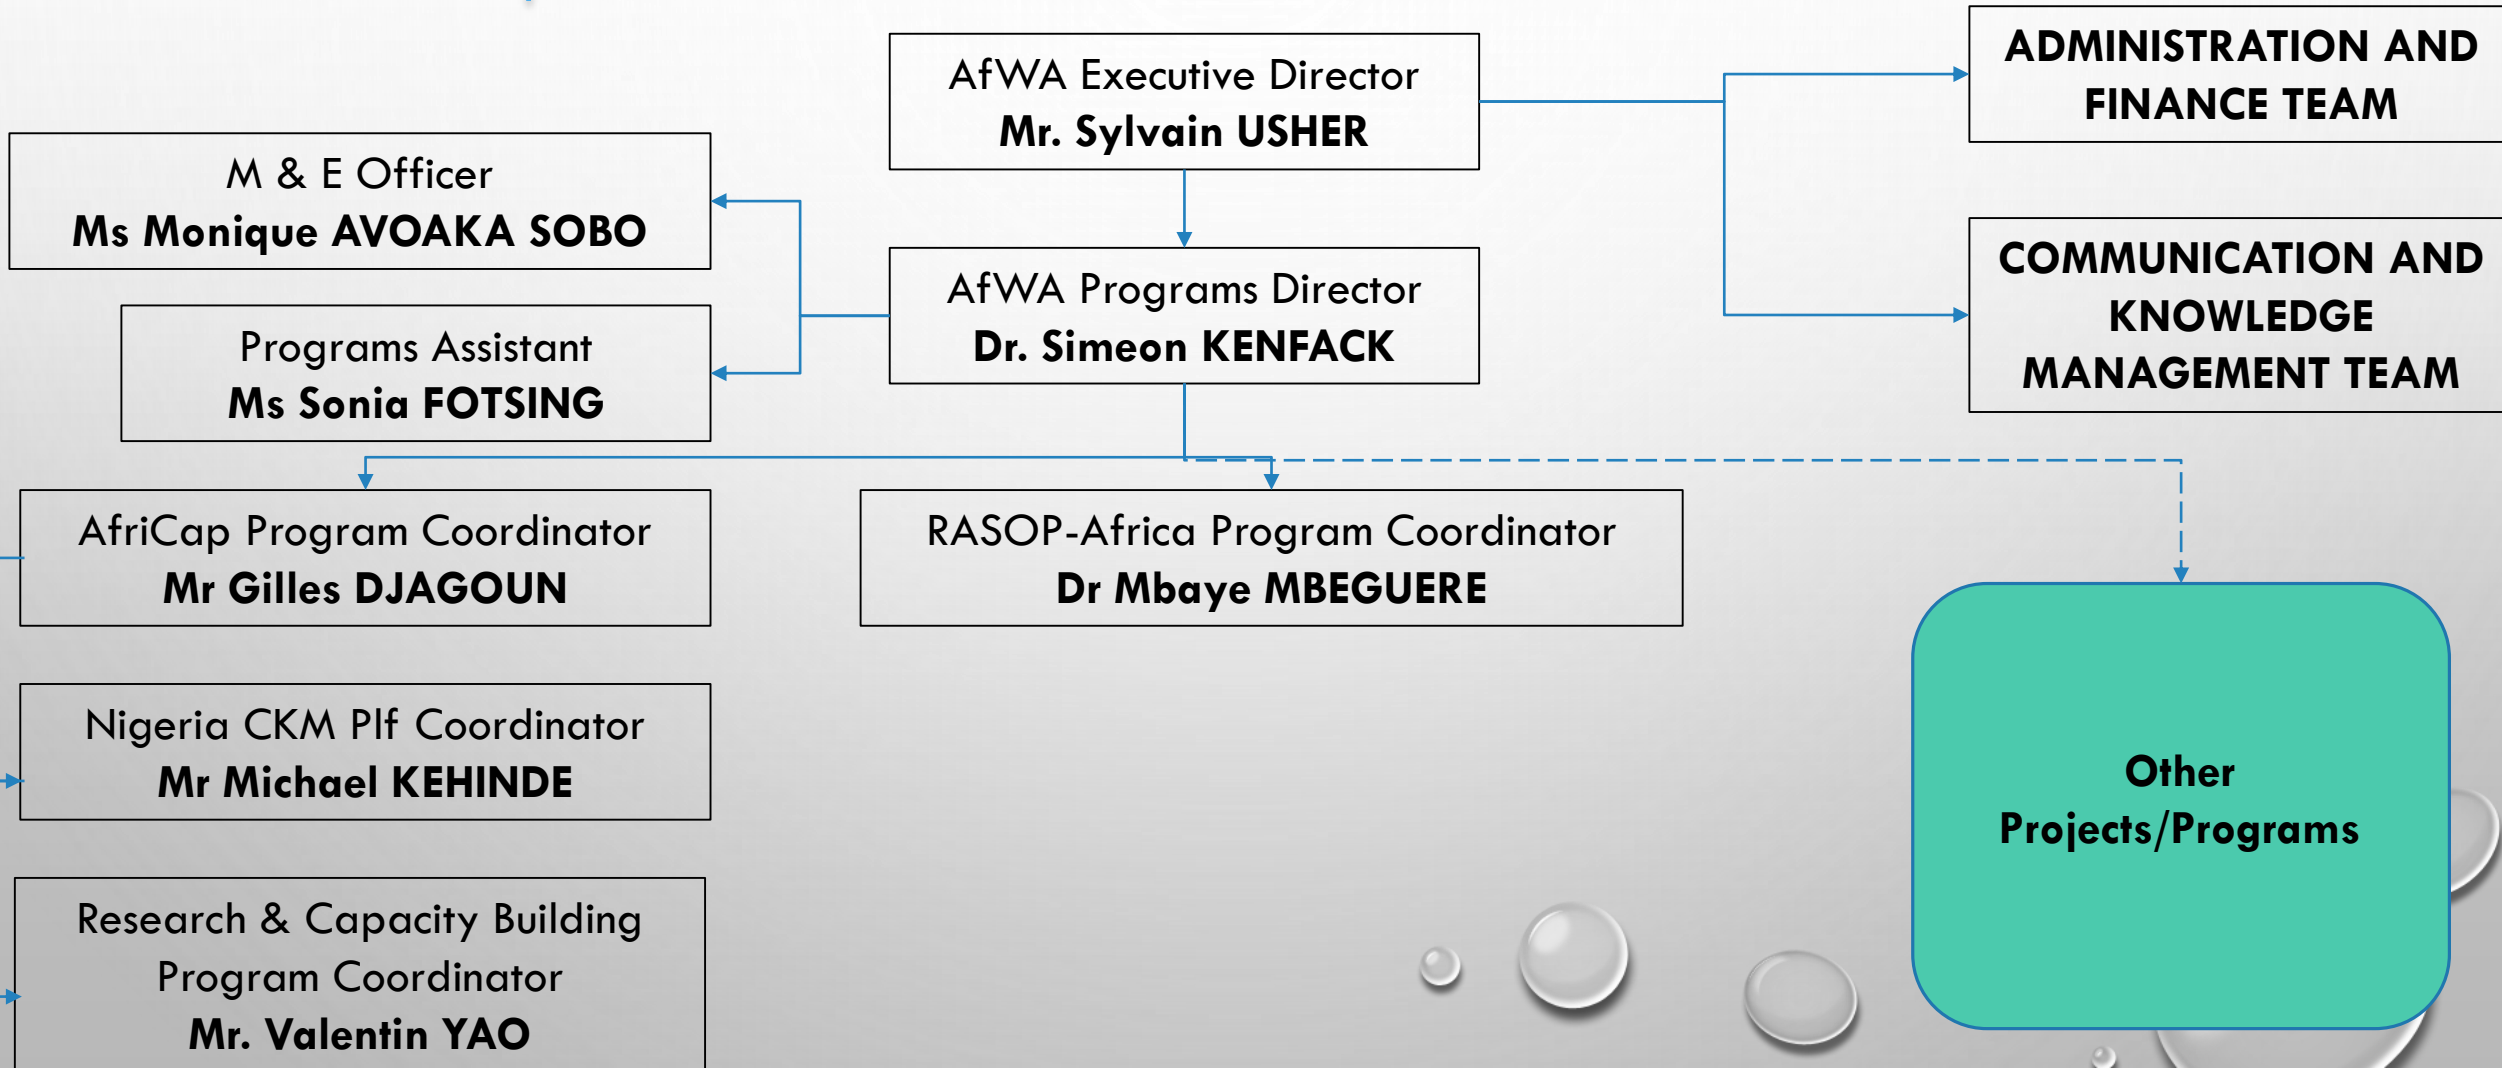 AfWA Executive Director
Mr. Sylvain USHER
ADMINISTRATION AND
FINANCE TEAM
M & E Officer
Ms Monique AVOAKA SOBO
AfWA Programs Director
Dr. Simeon KENFACK
COMMUNICATION AND
KNOWLEDGE
MANAGEMENT TEAM
Programs Assistant
Ms Sonia FOTSING
AfriCap Program Coordinator
Mr Gilles DJAGOUN
RASOP-Africa Program Coordinator
Dr Mbaye MBEGUERE
Nigeria CKM Plf Coordinator
Mr Michael KEHINDE
Other
Projects/Programs
Research & Capacity Building
Program Coordinator
Mr. Valentin YAO